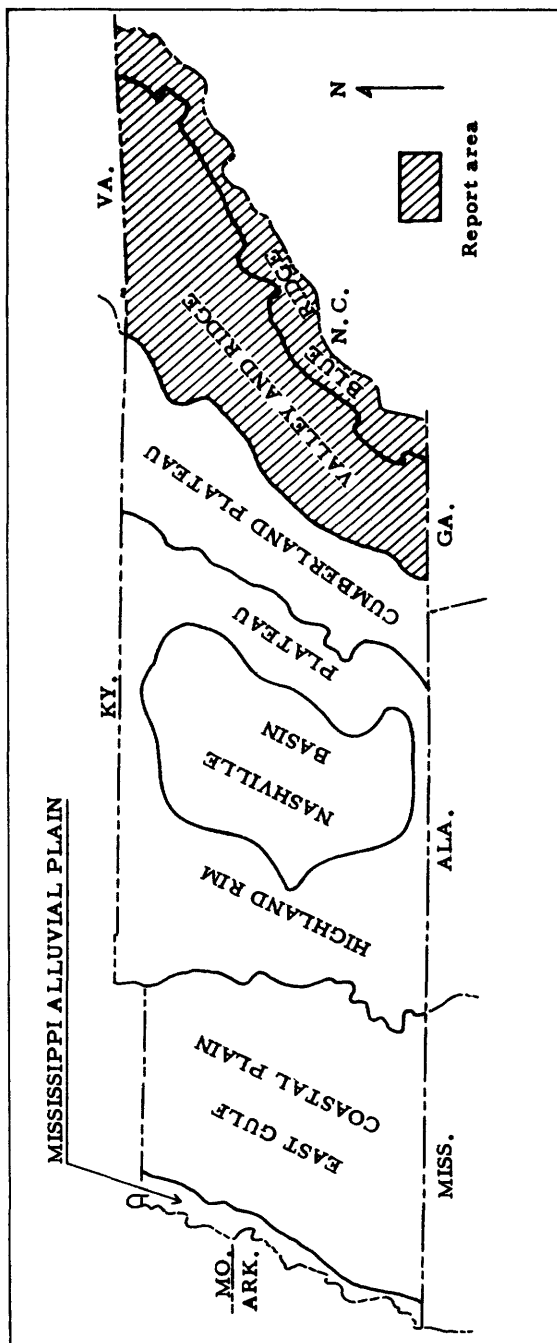 MISSISSIPPI ALLUVIAL PLAIN
KY.
VA.
MO.
ARK.
EAST GULF
COASTAL PLAIN
HIGHLAND RIM
NASHVILLE
BASIN
PLATEAU
CUMBERLAND PLATEAU
VALLEY AND RIDGE
BLUE RIDGE
N.C.
N
Report area
MISS.
ALA.
GA.